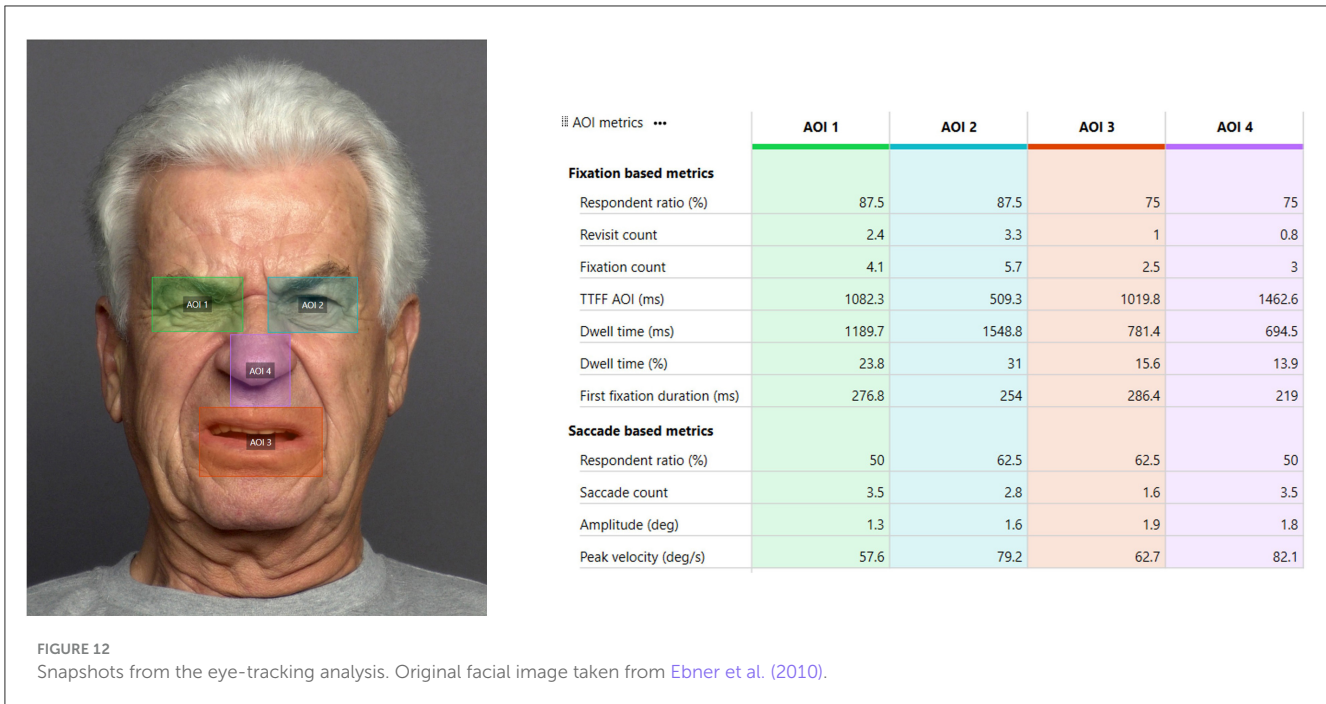 AOI 1
AOI 2
AOI 4
AOI 3
AOI metrics ••• AOI 1 AOI 2 AOI 3 AOI 4
Fixation based metrics
Respondent ratio (%) 87.5 87.5 75 75
Revisit count 2.4 3.3 1 0.8
Fixation count 4.1 5.7 2.5 3
TTFF AOI (ms) 1082.3 509.3 1019.8 1462.6
Dwell time (ms) 1189.7 1548.8 781.4 694.5
Dwell time (%) 23.8 31 15.6 13.9
First fixation duration (ms) 276.8 254 286.4 219
Saccade based metrics
Respondent ratio (%) 50 62.5 62.5 50
Saccade count 3.5 2.8 1.6 3.5
Amplitude (deg) 1.3 1.6 1.9 1.8
Peak velocity (deg/s) 57.6 79.2 62.7 82.1
FIGURE 12
Snapshots from the eye-tracking analysis. Original facial image taken from Ebner et al. (2010).